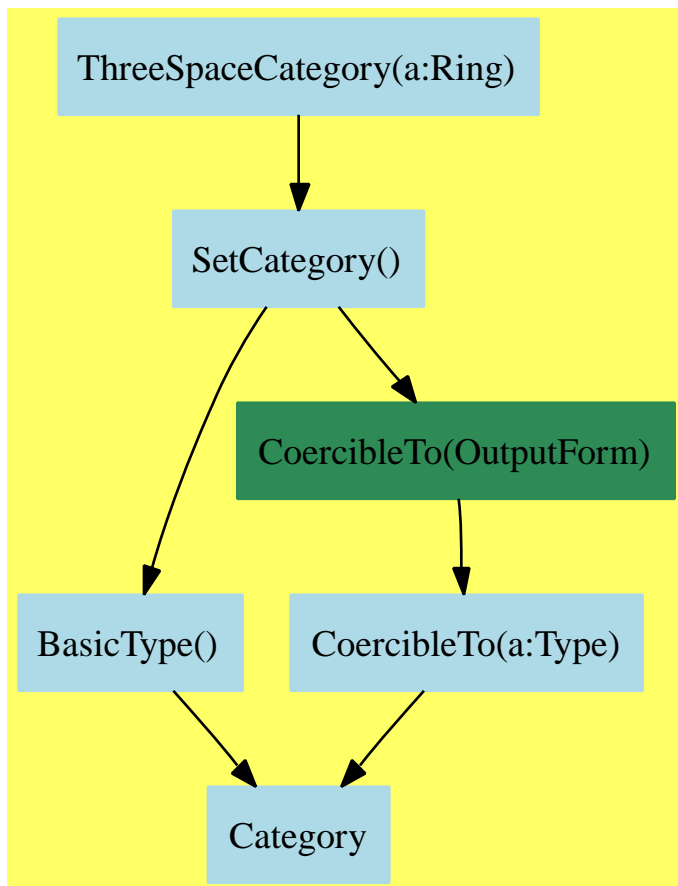 ThreeSpaceCategory(a:Ring)
SetCategory()
CoercibleTo(OutputForm)
BasicType()
CoercibleTo(a:Type)
Category